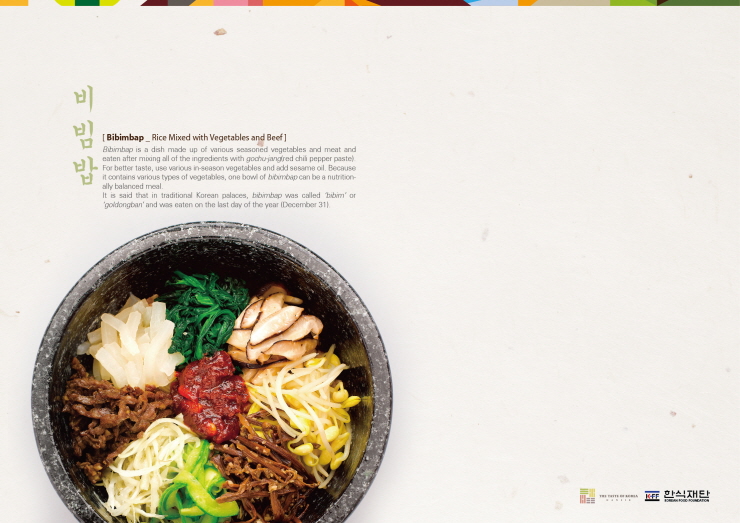 비빔밥
[ Bibimbap _ Rice Mixed with Vegetables and Beef ]
Bibimbap is a dish made up of various seasoned vegetables and meat and
eaten after mixing all of the ingredients with gochu-jang(red chili pepper paste).
For better taste, use various in-season vegetables and add sesame oil. Because
it contains various types of vegetables, one bowl of bibimbap can be a nutrition-
ally balanced meal.
It is said that in traditional Korean palaces, bibimbap was called 'bibim' or
'goldongban' and was eaten on the last day of the year (December 31).
THE TASTE OF KOREA
HANSIK
KFF 한식재단
KOREAN FOOD FOUNDATION